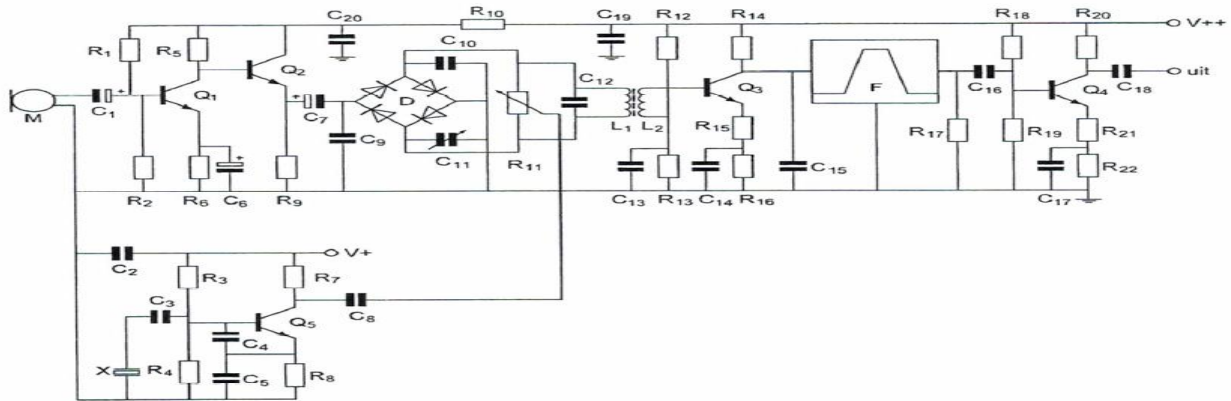 C20 R10 C19 R12 R14 R18 R20 V++
R1 R5 C10
Q2 C12 uit
C1 Q1 C7 D Q3 F C16 Q4 C18
M
C9 L1 L2 R15 R17 R19 R21
C11 R11 C15 R22
R2 R6 C6 R9 C13 R13 C14 R16 C17
C2 V+
R3 R7
C3 C8
Q5
C4
X R4 C5 R8